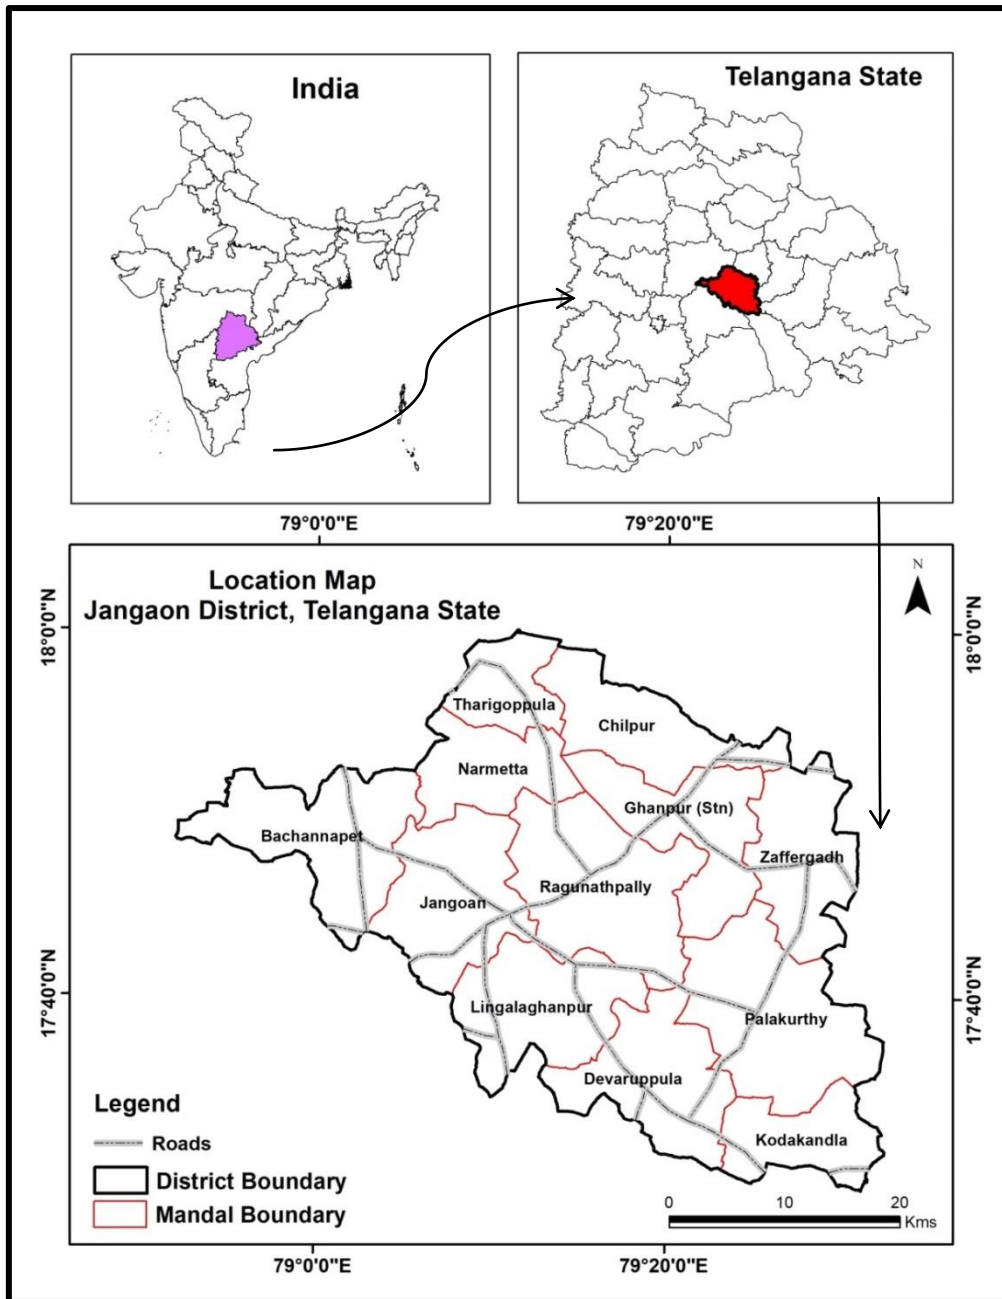 India
Telangana State
79°0'0"E
79°20'0"E
Location Map
Jangaon District, Telangana State
N
18°0'0"N
18°0'0"N
Tharigoppula
Chilpur
Narmetta
Ghanpur (Stn)
Bachannapet
Zaffergadh
Ragunathpally
Jangoan
17°40'0"N
17°40'0"N
Lingalaghanpur
Palakurthy
Devaruppula
Kodakandla
Legend
Roads
District Boundary
Mandal Boundary
0 10 20
Kms
79°0'0"E
79°20'0"E